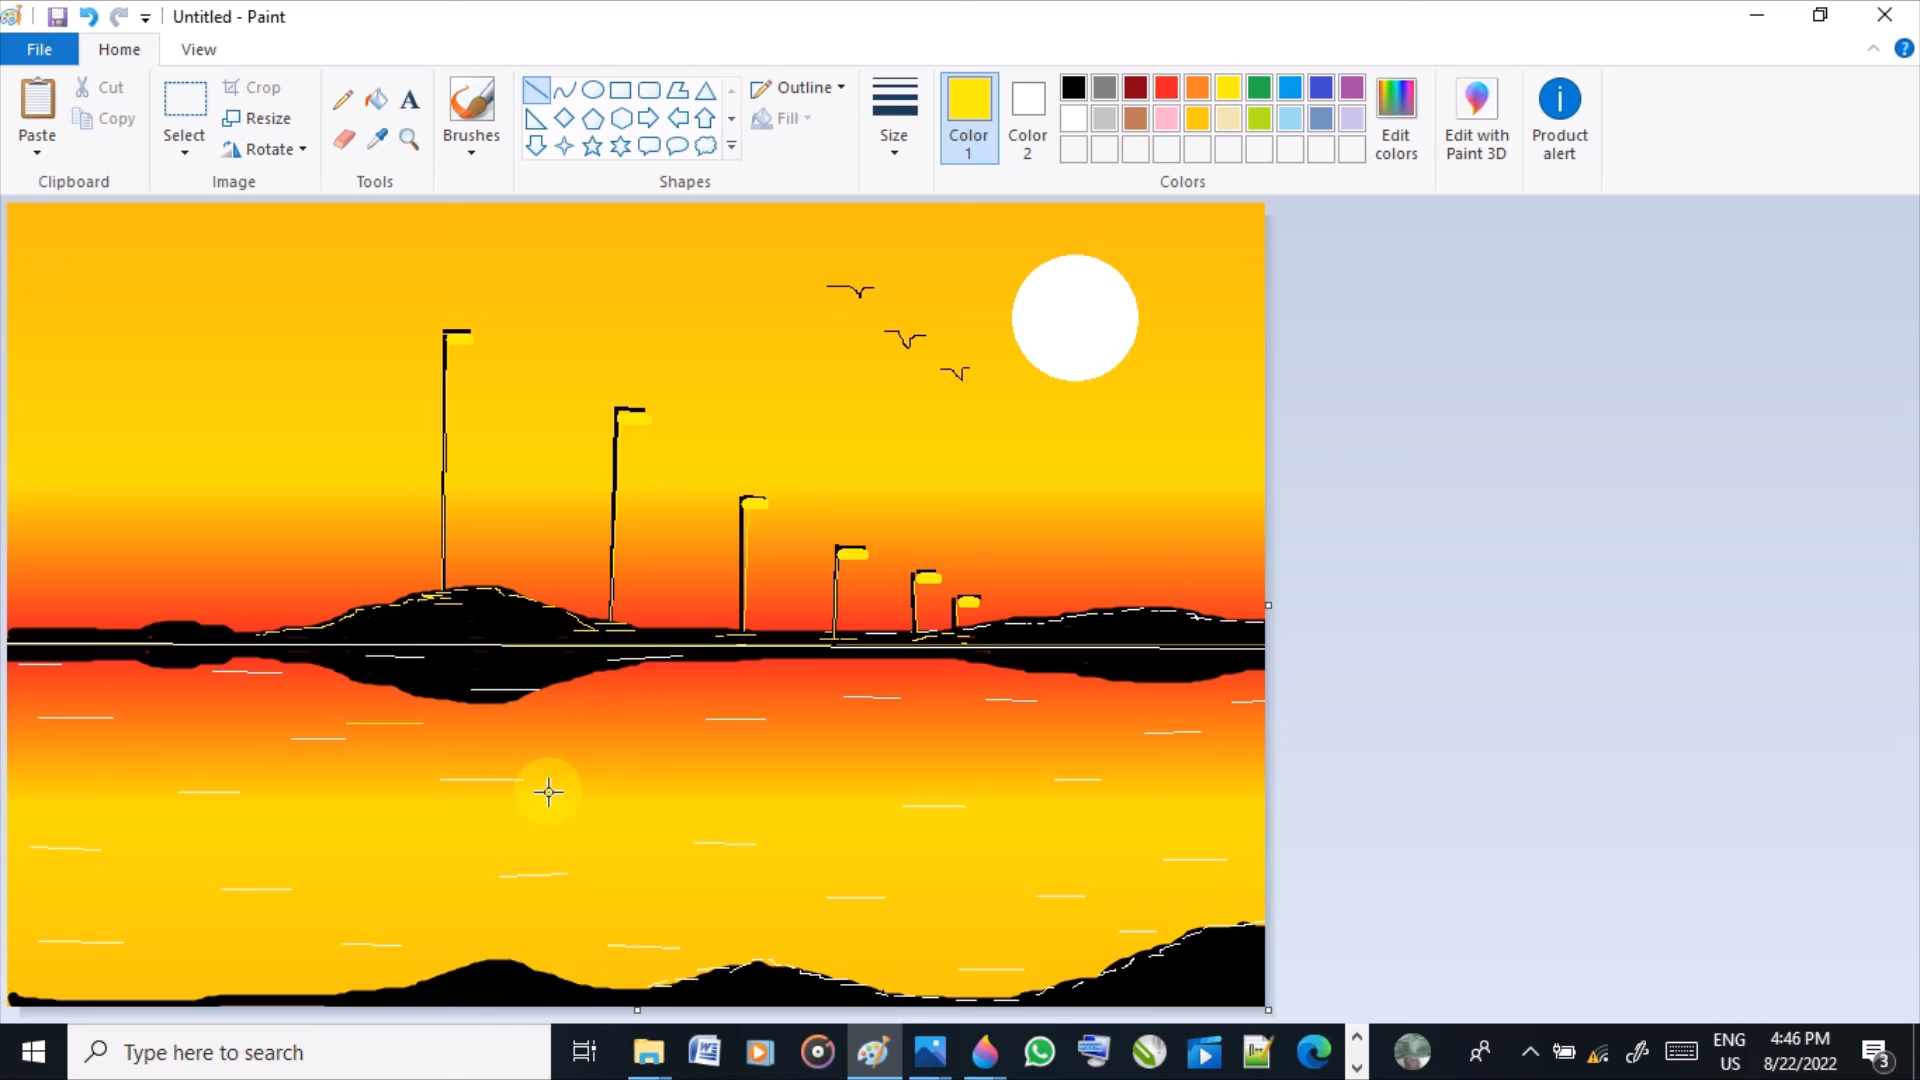 Untitled - Paint
File Home View
Paste Cut Copy Clipboard
Select Crop Resize Rotate Image
A
Tools
Brushes
Outline
Fill
Shapes
Size
Color 1
Color 2
Colors
Edit colors
Edit with Paint 3D
Product alert
Type here to search
ENG
US
4:46 PM
8/22/2022
3